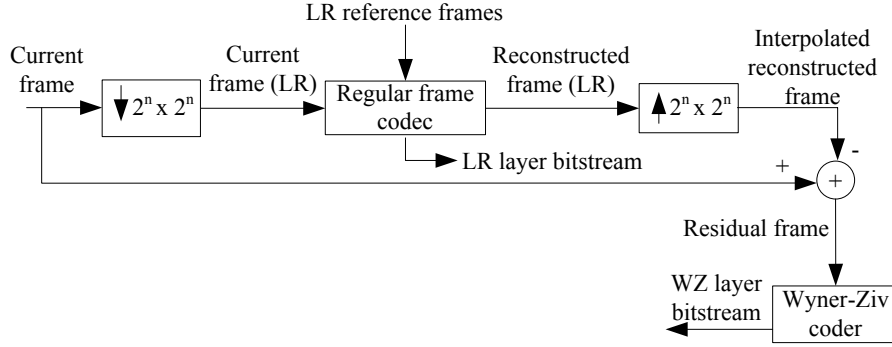 LR reference frames
Current
frame
Current
frame (LR)
Reconstructed
frame (LR)
Interpolated
reconstructed
frame
2ⁿ x 2ⁿ
Regular frame
codec
2ⁿ x 2ⁿ
LR layer bitstream
+
-
+
Residual frame
WZ layer
bitstream
Wyner-Ziv
coder